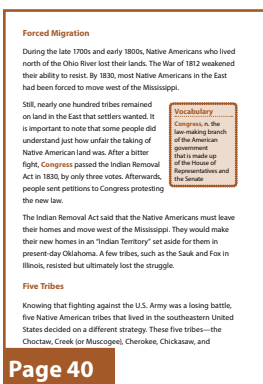 Forced Migration
During the late 1700s and early 1800s, Native Americans who lived
north of the Ohio River lost their lands. The War of 1812 weakened
their ability to resist. By 1830, most Native Americans in the East
had been forced to move west of the Mississippi.
Still, nearly one hundred tribes remained
on land in the East that settlers wanted. It
is important to note that some people did
understand just how unfair the taking of
Native American land was. After a bitter
fight, Congress passed the Indian Removal
Act in 1830, by only three votes. Afterwards,
people sent petitions to Congress protesting
the new law.
Vocabulary
Congress, n. the
law-making branch
of the American
government
that is made up
of the House of
Representatives and
the Senate
The Indian Removal Act said that the Native Americans must leave
their homes and move west of the Mississippi. They would make
their new homes in an “Indian Territory” set aside for them in
present-day Oklahoma. A few tribes, such as the Sauk and Fox in
Illinois, resisted but ultimately lost the struggle.
Five Tribes
Knowing that fighting against the U.S. Army was a losing battle,
five Native American tribes that lived in the southeastern United
States decided on a different strategy. These five tribes—the
Choctaw, Creek (or Muscogee), Cherokee, Chickasaw, and
Page 40